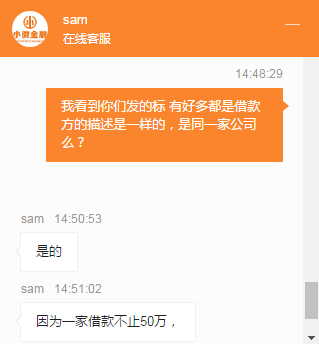 小微金融
sam
在线客服
14:48:29
我看到你们发的标 有好多都是借款
方的描述是一样的，是同一家公司
么？
sam 14:50:53
是的
sam 14:51:02
因为一家借款不止50万，